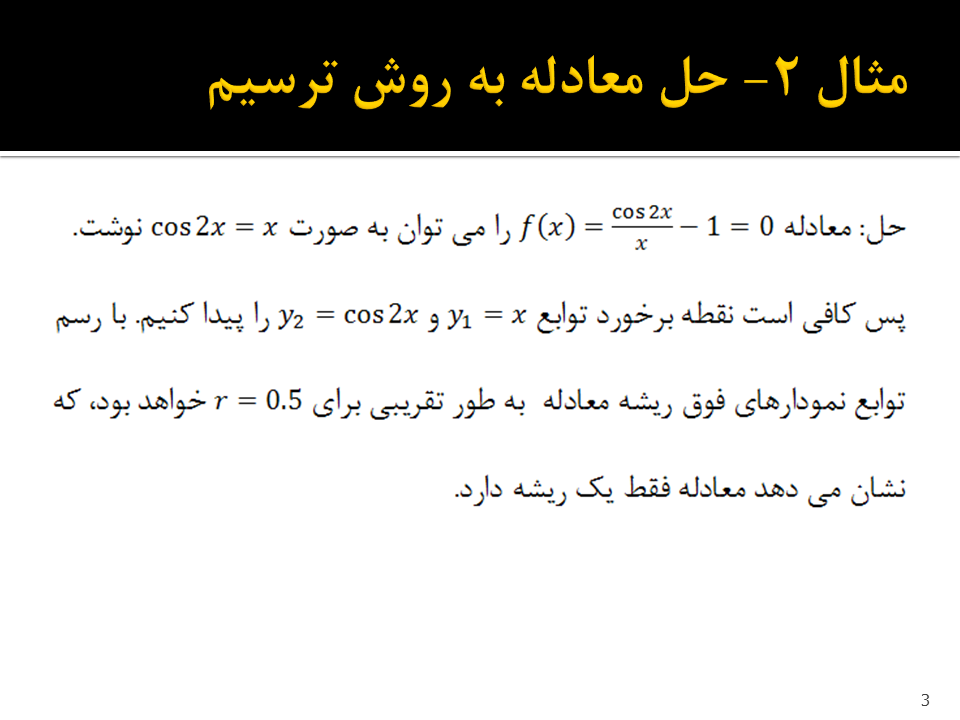 مثال ۲- حل معادله به روش ترسیم
حل: معادله f(x) = cos 2x / x − 1 = 0 را می توان به صورت cos 2x = x نوشت.
پس کافی است نقطه برخورد توابع y₁ = x و y₂ = cos 2x را پیدا کنیم. با رسم
توابع نمودارهای فوق ریشه معادله به طور تقریبی برای r = 0.5 خواهد بود، که
نشان می دهد معادله فقط یک ریشه دارد.
3